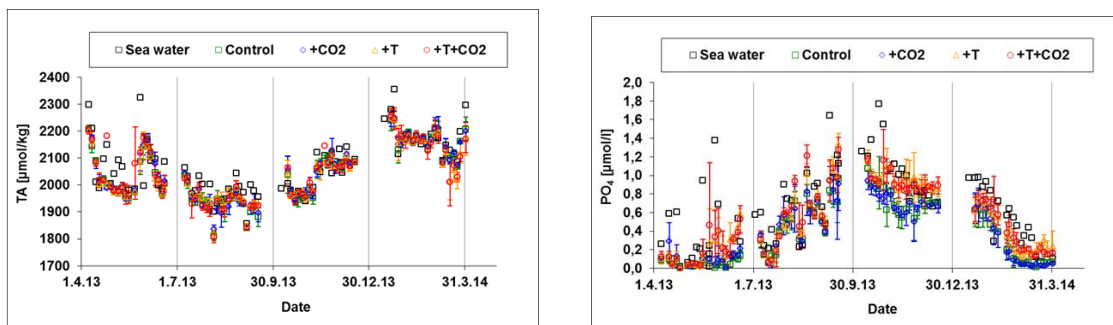 Sea water Control +CO2 +T +T+CO2
TA [µmol/kg]
2400
2300
2200
2100
2000
1900
1800
1700
1.4.13 1.7.13 30.9.13 30.12.13 31.3.14
Date
Sea water Control +CO2 +T +T+CO2
PO4 [µmol/l]
2,0
1,8
1,6
1,4
1,2
1,0
0,8
0,6
0,4
0,2
0,0
1.4.13 1.7.13 30.9.13 30.12.13 31.3.14
Date